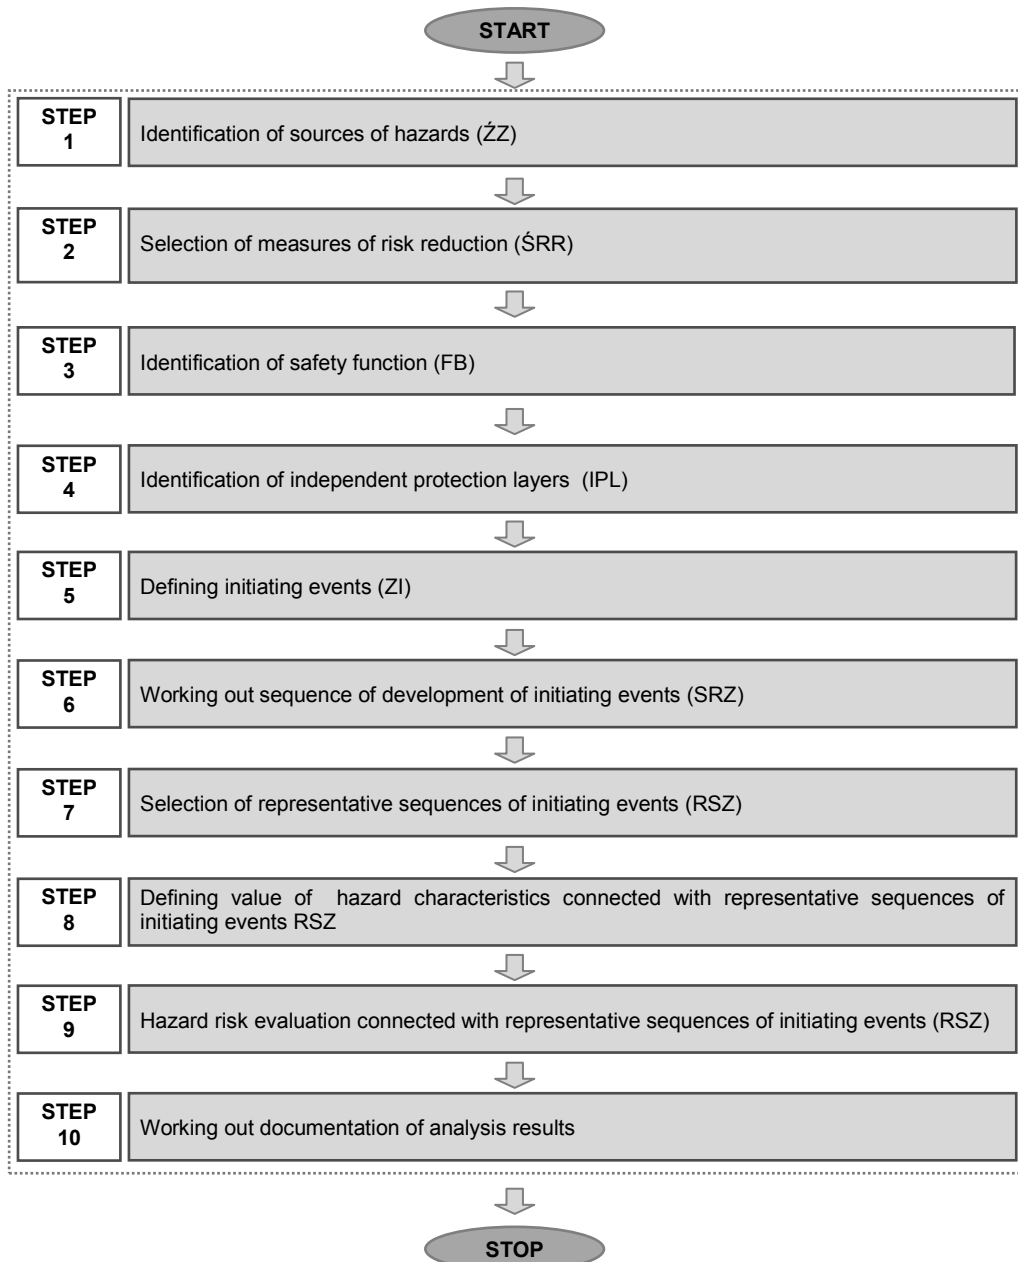 START
STEP
1
Identification of sources of hazards (ŹZ)
STEP
2
Selection of measures of risk reduction (ŚRR)
STEP
3
Identification of safety function (FB)
STEP
4
Identification of independent protection layers (IPL)
STEP
5
Defining initiating events (ZI)
STEP
6
Working out sequence of development of initiating events (SRZ)
STEP
7
Selection of representative sequences of initiating events (RSZ)
STEP
8
Defining value of hazard characteristics connected with representative sequences of
initiating events RSZ
STEP
9
Hazard risk evaluation connected with representative sequences of initiating events (RSZ)
STEP
10
Working out documentation of analysis results
STOP